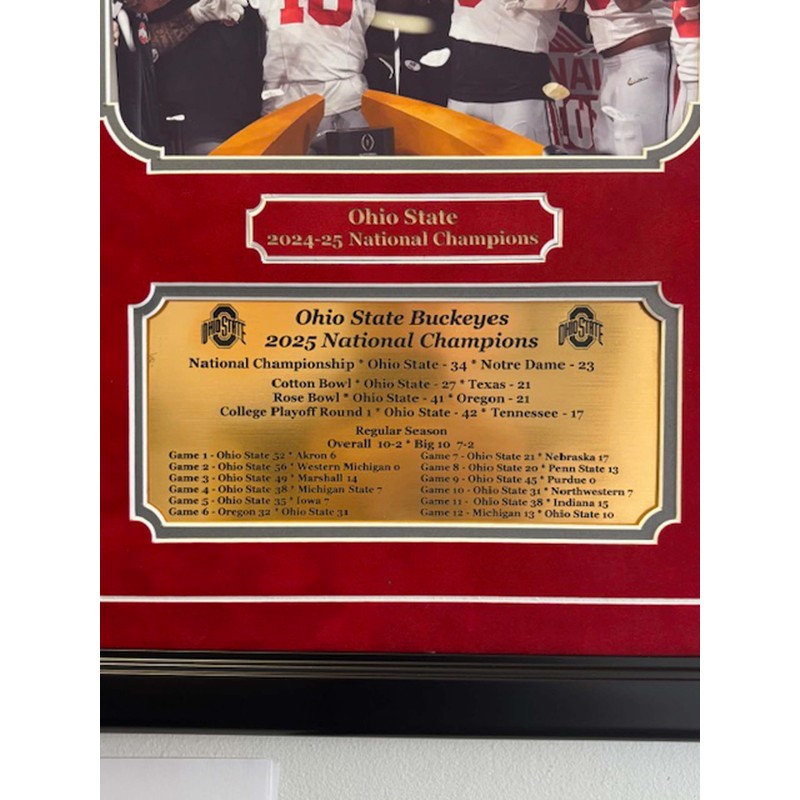 10
NAL
Ohio State
2024-25 National Champions
OHIO STATE
OHIO STATE
Ohio State Buckeyes
2025 National Champions
National Championship * Ohio State - 34 * Notre Dame - 23
Cotton Bowl * Ohio State - 27 * Texas - 21
Rose Bowl * Ohio State - 41 * Oregon - 21
College Playoff Round 1 * Ohio State - 42 * Tennessee - 17
Regular Season
Overall 10-2 * Big 10 7-2
Game 1 - Ohio State 52 * Akron 6
Game 2 - Ohio State 56 * Western Michigan 0
Game 3 - Ohio State 49 * Marshall 14
Game 4 - Ohio State 38 * Michigan State 7
Game 5 - Ohio State 35 * Iowa 7
Game 6 - Oregon 32 * Ohio State 31
Game 7 - Ohio State 21 * Nebraska 17
Game 8 - Ohio State 20 * Penn State 13
Game 9 - Ohio State 45 * Purdue 0
Game 10 - Ohio State 31 * Northwestern 7
Game 11 - Ohio State 38 * Indiana 15
Game 12 - Michigan 13 * Ohio State 10